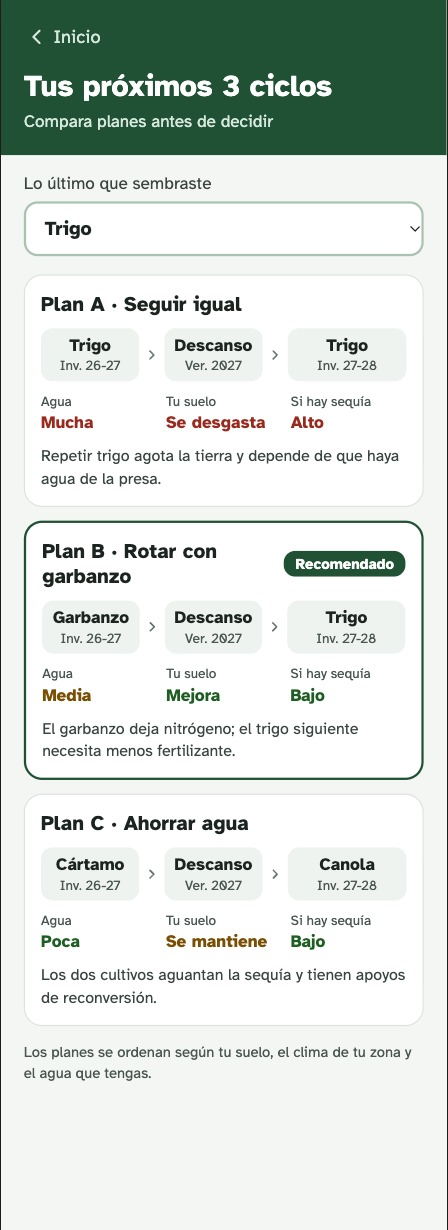 Inicio
Tus próximos 3 ciclos
Compara planes antes de decidir
Lo último que sembraste
Trigo
Plan A · Seguir igual
Trigo > Descanso > Trigo
Inv. 26-27 Ver. 2027 Inv. 27-28
Agua Tu suelo Si hay sequía
Mucha Se desgasta Alto
Repetir trigo agota la tierra y depende de que haya
agua de la presa.
Plan B · Rotar con
garbanzo
Recomendado
Garbanzo > Descanso > Trigo
Inv. 26-27 Ver. 2027 Inv. 27-28
Agua Tu suelo Si hay sequía
Media Mejora Bajo
El garbanzo deja nitrógeno; el trigo siguiente
necesita menos fertilizante.
Plan C · Ahorrar agua
Cártamo > Descanso > Canola
Inv. 26-27 Ver. 2027 Inv. 27-28
Agua Tu suelo Si hay sequía
Poca Se mantiene Bajo
Los dos cultivos aguantan la sequía y tienen apoyos
de reconversión.
Los planes se ordenan según tu suelo, el clima de tu zona y
el agua que tengas.